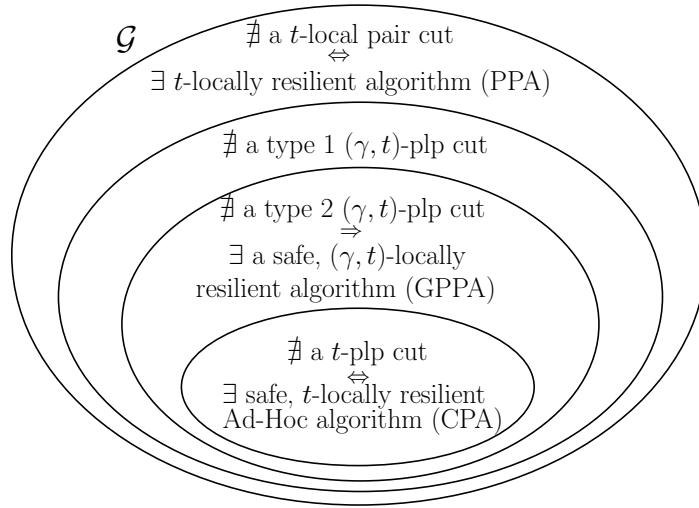 𝒢
∄ a t-local pair cut
⇔
∃ t-locally resilient algorithm (PPA)
∄ a type 1 (γ, t)-plp cut
∄ a type 2 (γ, t)-plp cut
⇒
∃ a safe, (γ, t)-locally
resilient algorithm (GPPA)
∄ a t-plp cut
⇔
∃ safe, t-locally resilient
Ad-Hoc algorithm (CPA)